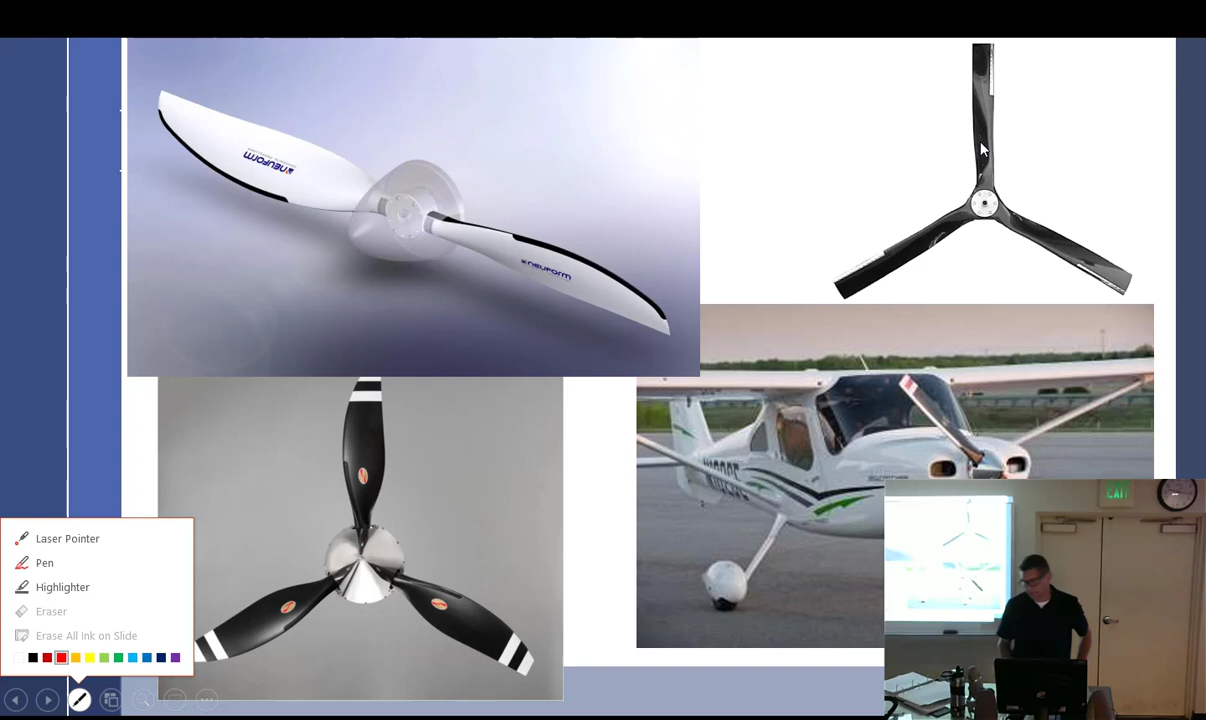 neuform
neuform
Laser Pointer
Pen
Highlighter
Eraser
Erase All Ink on Slide
EXIT